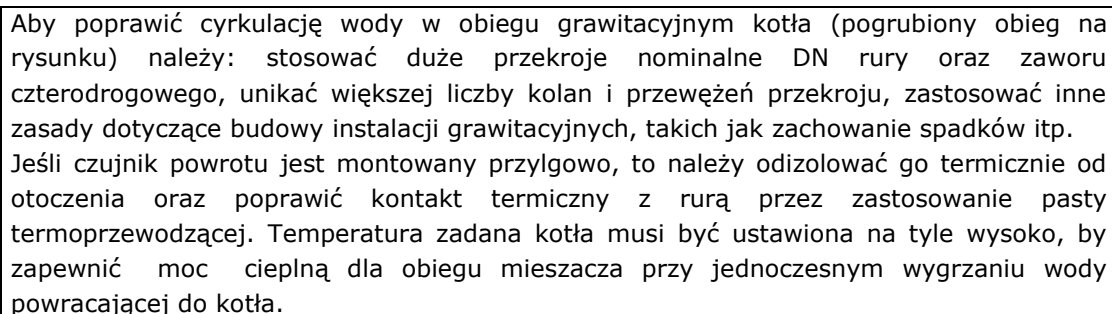 Aby poprawić cyrkulację wody w obiegu grawitacyjnym kotła (pogrubiony obieg na
rysunku) należy: stosować duże przekroje nominalne DN rury oraz zaworu
czterodrogowego, unikać większej liczby kolan i przewężeń przekroju, zastosować inne
zasady dotyczące budowy instalacji grawitacyjnych, takich jak zachowanie spadków itp.
Jeśli czujnik powrotu jest montowany przylgowo, to należy odizolować go termicznie od
otoczenia oraz poprawić kontakt termiczny z rurą przez zastosowanie pasty
termoprzewodzącej. Temperatura zadana kotła musi być ustawiona na tyle wysoko, by
zapewnić moc cieplną dla obiegu mieszacza przy jednoczesnym wygrzaniu wody
powracającej do kotła.